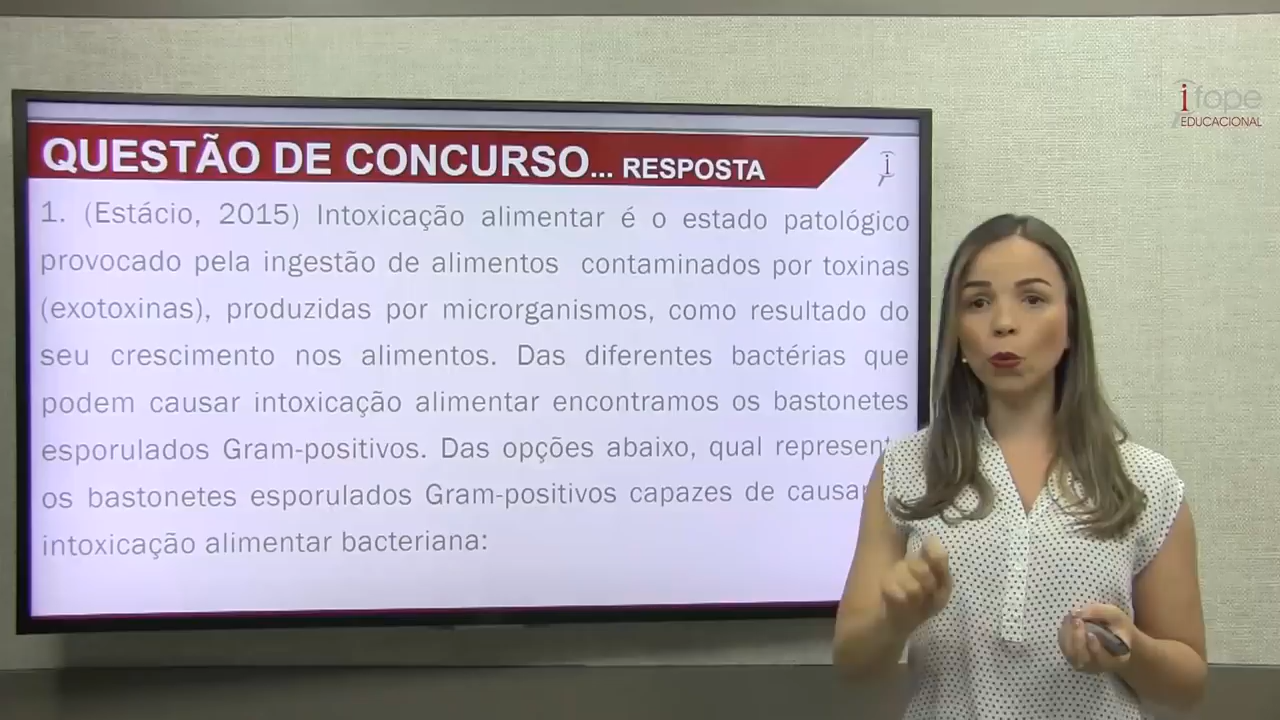 QUESTÃO DE CONCURSO... RESPOSTA
1. (Estácio, 2015) Intoxicação alimentar é o estado patológico
provocado pela ingestão de alimentos contaminados por toxinas
(exotoxinas), produzidas por microrganismos, como resultado do
seu crescimento nos alimentos. Das diferentes bactérias que
podem causar intoxicação alimentar encontramos os bastonetes
esporulados Gram-positivos. Das opções abaixo, qual
os bastonetes esporulados Gram-positivos capazes de
intoxicação alimentar bacteriana:
ifope
EDUCACIONAL